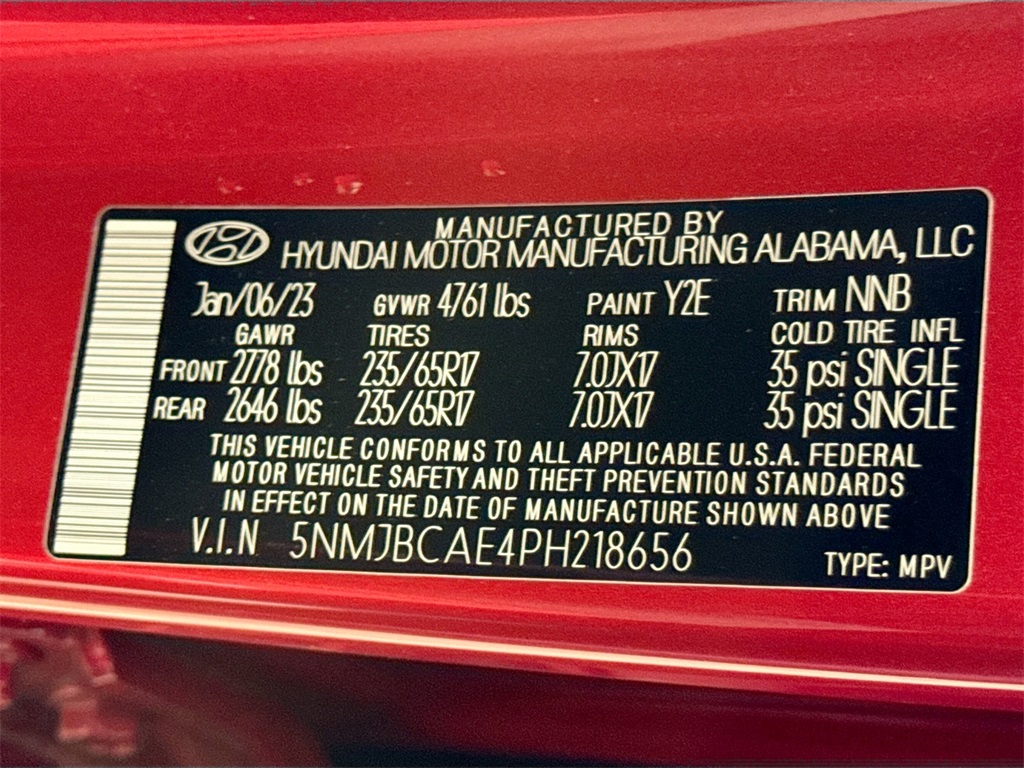 MANUFACTURED BY
HYUNDAI MOTOR MANUFACTURING ALABAMA, LLC
Jan/06/23 GVWR 4761 lbs PAINT Y2E TRIM NNB
GAWR TIRES RIMS COLD TIRE INFL
FRONT 2778 lbs 235/65R17 7.0JX17 35 psi SINGLE
REAR 2646 lbs 235/65R17 7.0JX17 35 psi SINGLE
THIS VEHICLE CONFORMS TO ALL APPLICABLE U.S.A. FEDERAL
MOTOR VEHICLE SAFETY AND THEFT PREVENTION STANDARDS
IN EFFECT ON THE DATE OF MANUFACTURE SHOWN ABOVE
V.I.N 5NMJBCAE4PH218656 TYPE: MPV